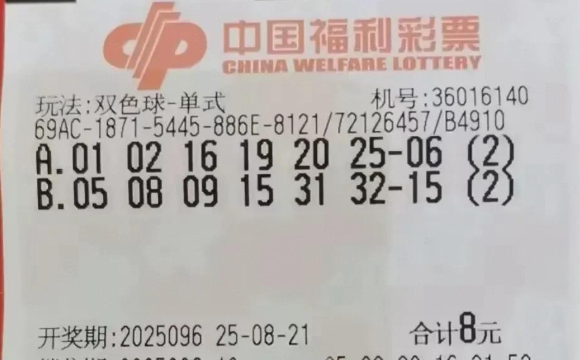 中国福利彩票
CHINA WELFARE LOTTERY
玩法:双色球-单式 机号:36016140
69AC-1871-5445-886E-8121/72126457/B4910
A.01 02 16 19 20 25-06 (2)
B.05 08 09 15 31 32-15 (2)
开奖期:2025096 25-08-21 合计8元